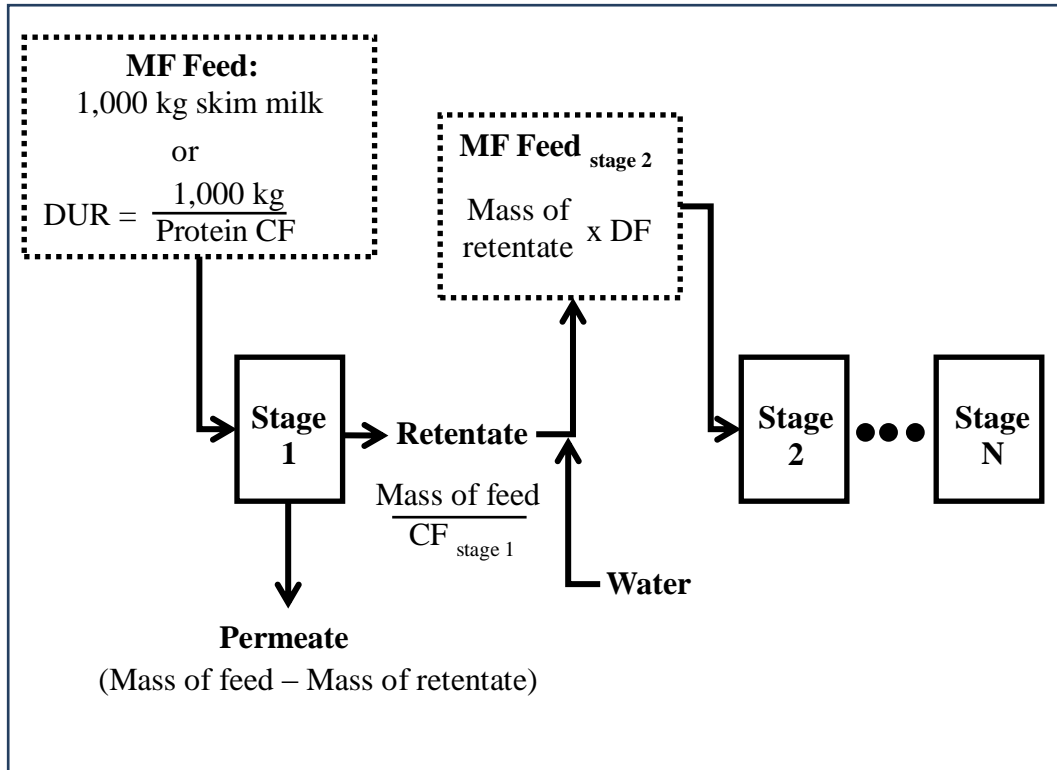 MF Feed:
1,000 kg skim milk
or
DUR = 1,000 kg
Protein CF
MF Feed stage 2
Mass of
retentate x DF
Stage
1
Retentate
Mass of feed
CF stage 1
Water
Permeate
(Mass of feed – Mass of retentate)
Stage
2
Stage
N